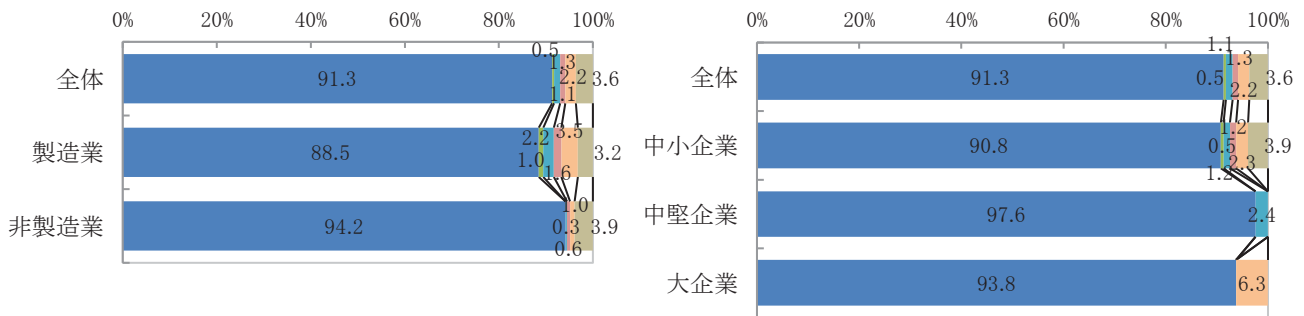 0% 20% 40% 60% 80% 100%
全体 91.3 0.5 1.1 1.3 2.2 3.6
製造業 88.5 1.0 2.2 1.6 3.5 3.2
非製造業 94.2 0.3 0.6 1.0 3.9
0% 20% 40% 60% 80% 100%
全体 91.3 0.5 1.1 1.3 2.2 3.6
中小企業 90.8 0.5 1.2 1.2 2.3 3.9
中堅企業 97.6 2.4
大企業 93.8 6.3